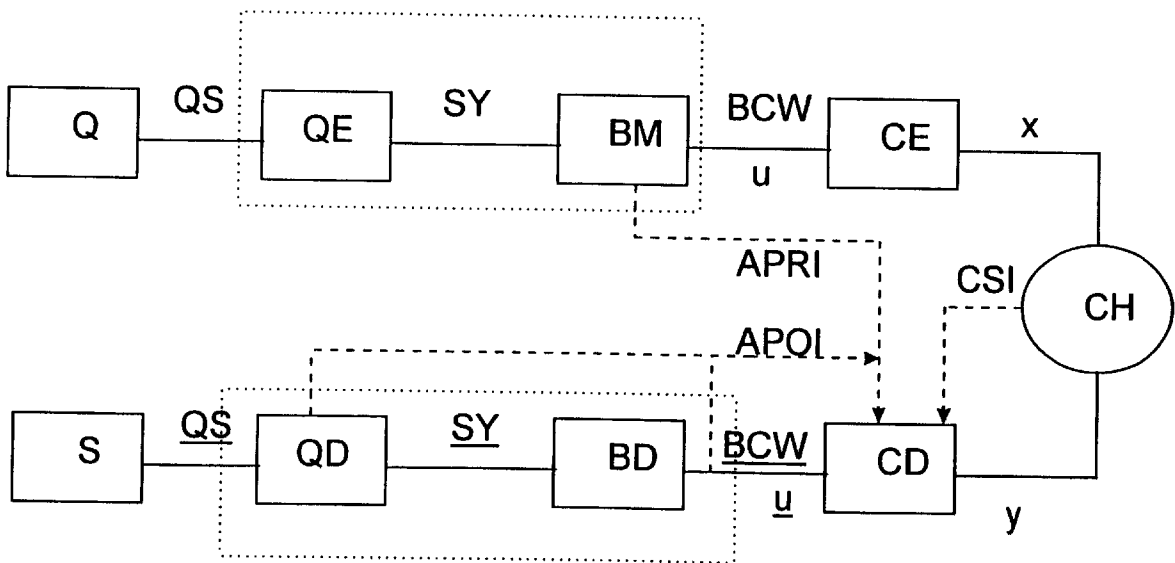 QS SY BCW x
Q QE BM CE
u
APRI CSI CH
APOI
QS SY BCW
S QD BD CD
u y